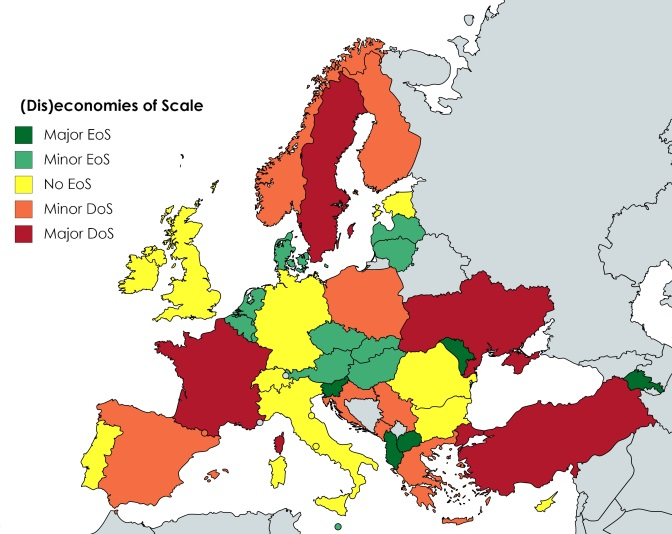 (Dis)economies of Scale
Major EoS
Minor EoS
No EoS
Minor DoS
Major DoS